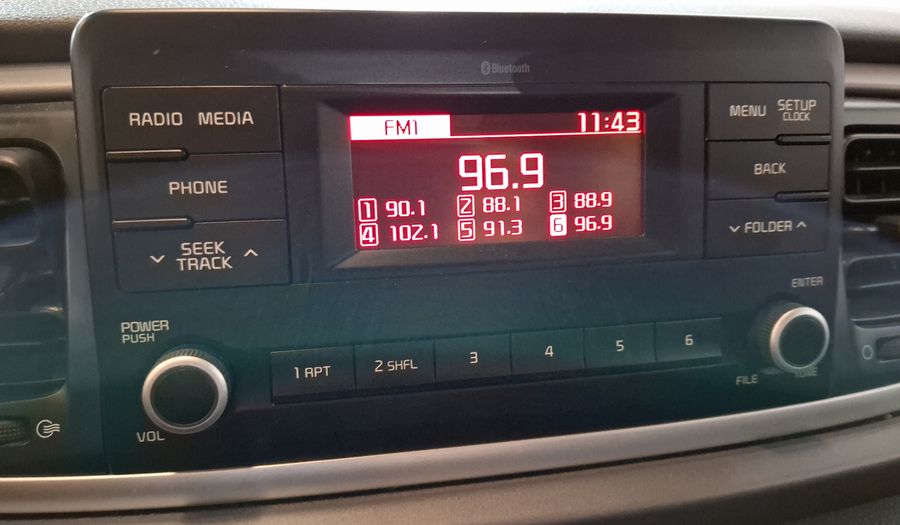 Bluetooth
RADIO MEDIA
PHONE
SEEK
TRACK
FM1 11:43
96.9
1 90.1 2 88.1 3 88.9
4 102.1 5 91.3 6 96.9
MENU SETUP
CLOCK
BACK
FOLDER
POWER
PUSH
VOL
1 APT 2 SHFL 3 4 5 6
ENTER
FILE TUNE